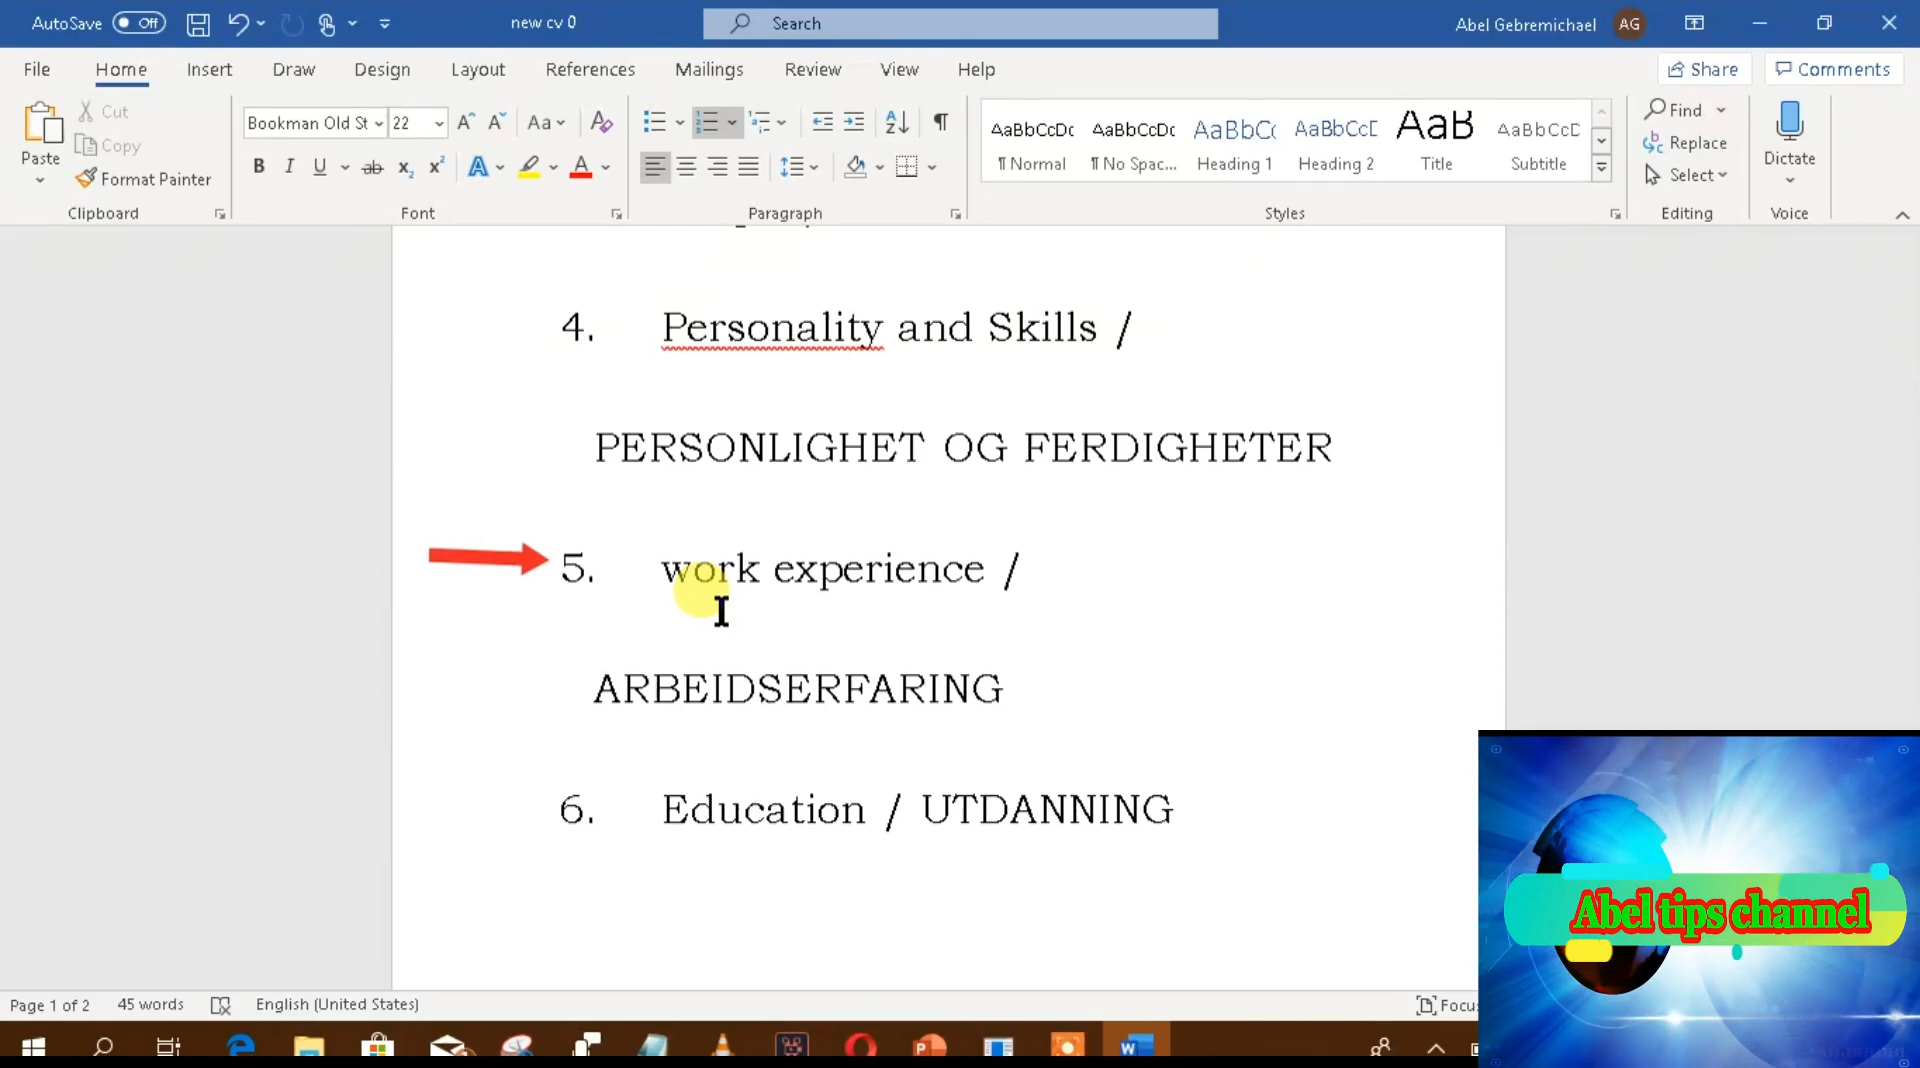 AutoSave Off new cv 0 Search Abel Gebremichael AG
File Home Insert Draw Design Layout References Mailings Review View Help Share Comments
Paste Cut Copy Format Painter
Bookman Old St 22
AaBbCcDc AaBbCcDc AaBbCc AaBbCcD AaB AaBbCcD
¶ Normal ¶ No Spac... Heading 1 Heading 2 Title Subtitle
Find Replace Select
Dictate
Clipboard Font Paragraph Styles Editing Voice
4. Personality and Skills /
PERSONLIGHET OG FERDIGHETER
5. work experience /
ARBEIDSERFARING
6. Education / UTDANNING
Abel tips channel
Page 1 of 2 45 words English (United States) Focus